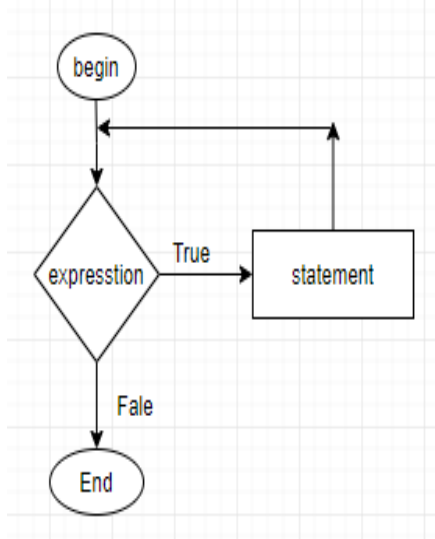 begin
True
expresstion
statement
Fale
End